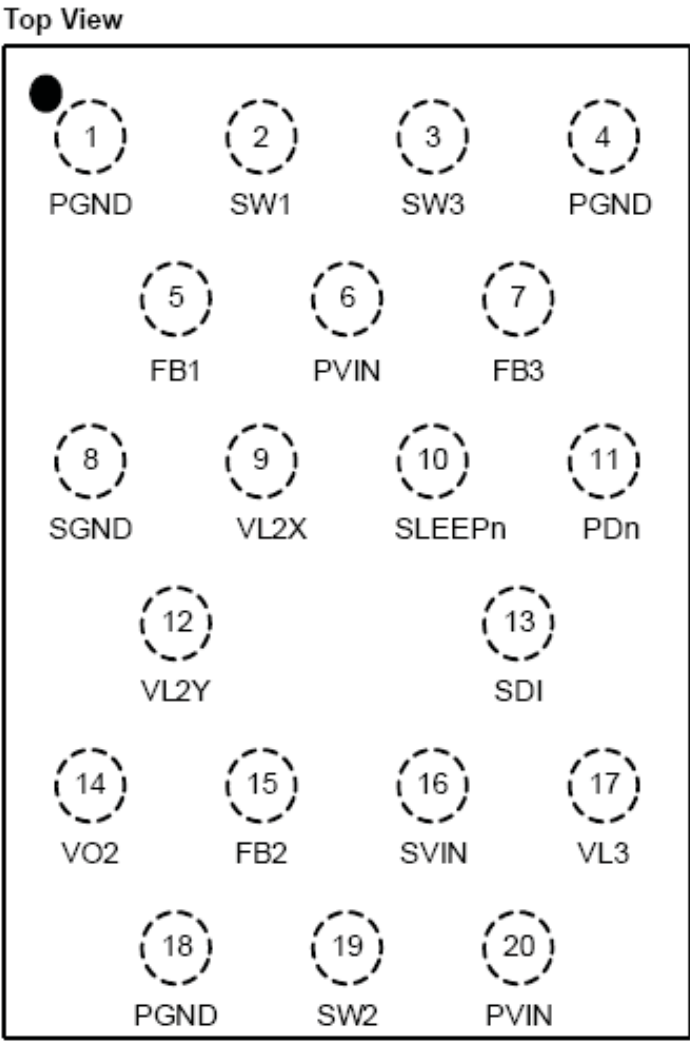 Top View
1 2 3 4
PGND SW1 SW3 PGND
5 6 7
FB1 PVIN FB3
8 9 10 11
SGND VL2X SLEEPn PDn
12 13
VL2Y SDI
14 15 16 17
VO2 FB2 SVIN VL3
18 19 20
PGND SW2 PVIN